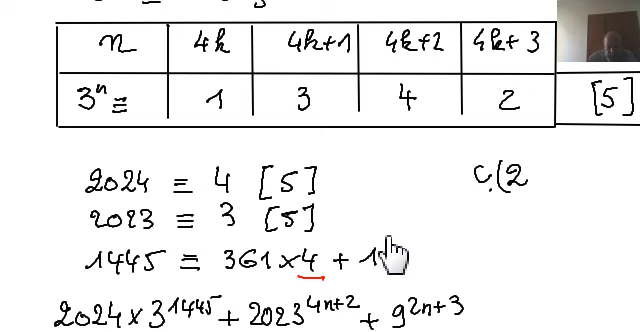 n 4k 4k+1 4k+2 4k+3
3ⁿ ≡ 1 3 4 2 [5]
2024 ≡ 4 [5] C.(2
2023 ≡ 3 [5]
1445 ≡ 361×4 + 1
2024×3¹⁴⁴⁵ + 2023⁴ⁿ⁺² + 9²ⁿ⁺³